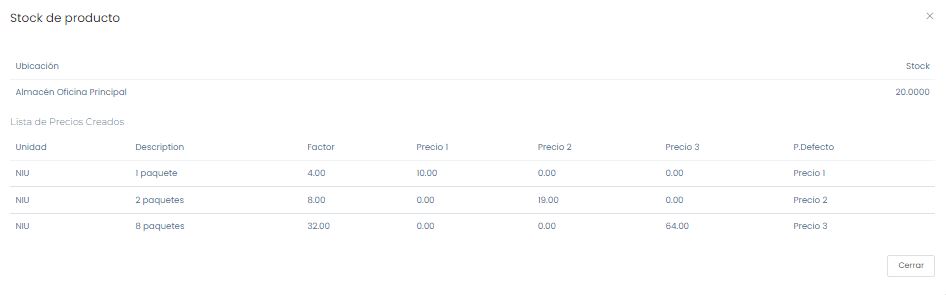 Stock de producto
×
Ubicación Stock
Almacén Oficina Principal 20.0000
Lista de Precios Creados
Unidad Description Factor Precio 1 Precio 2 Precio 3 P.Defecto
NIU 1 paquete 4.00 10.00 0.00 0.00 Precio 1
NIU 2 paquetes 8.00 0.00 19.00 0.00 Precio 2
NIU 8 paquetes 32.00 0.00 0.00 64.00 Precio 3
Cerrar